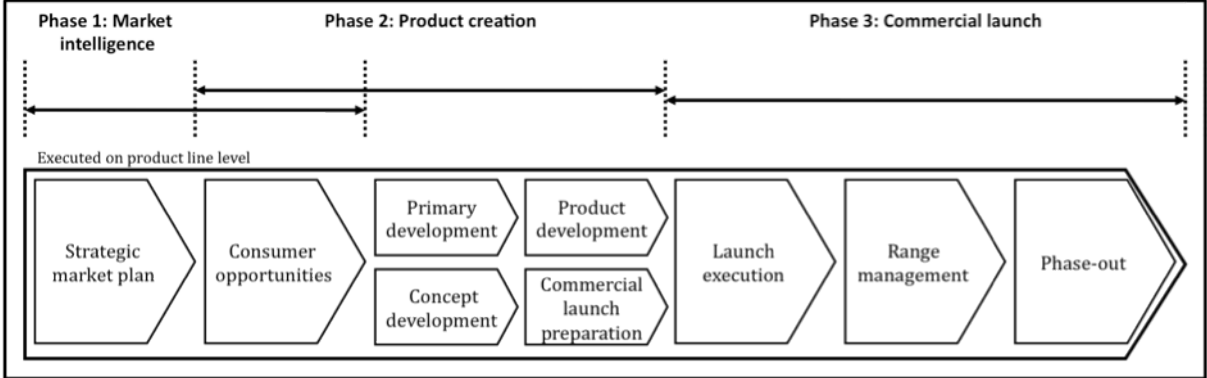 Phase 1: Market
intelligence
Phase 2: Product creation
Phase 3: Commercial launch
Executed on product line level
Strategic
market plan
Consumer
opportunities
Primary
development
Product
development
Concept
development
Commercial
launch
preparation
Launch
execution
Range
management
Phase-out